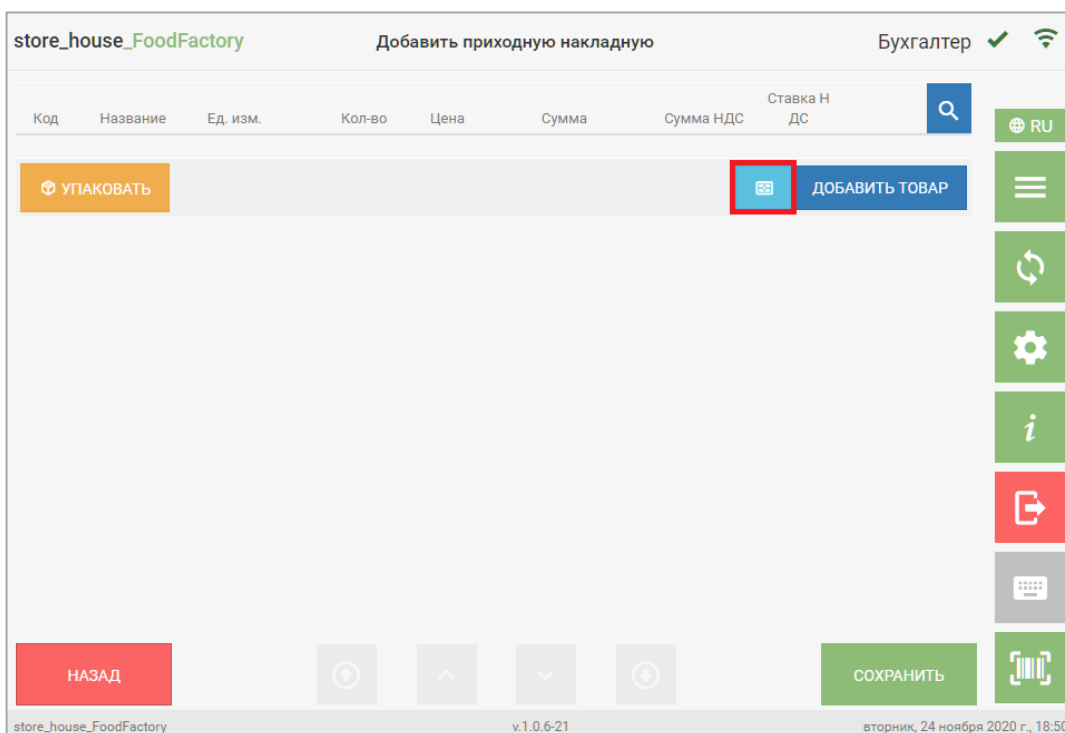 store_house_FoodFactory Добавить приходную накладную Бухгалтер
Код Название Ед. изм. Кол-во Цена Сумма Сумма НДС Ставка Н
ДС
RU
УПАКОВАТЬ ДОБАВИТЬ ТОВАР
i
НАЗАД СОХРАНИТЬ
store_house_FoodFactory v.1.0.6-21 вторник, 24 ноября 2020 г., 18:50